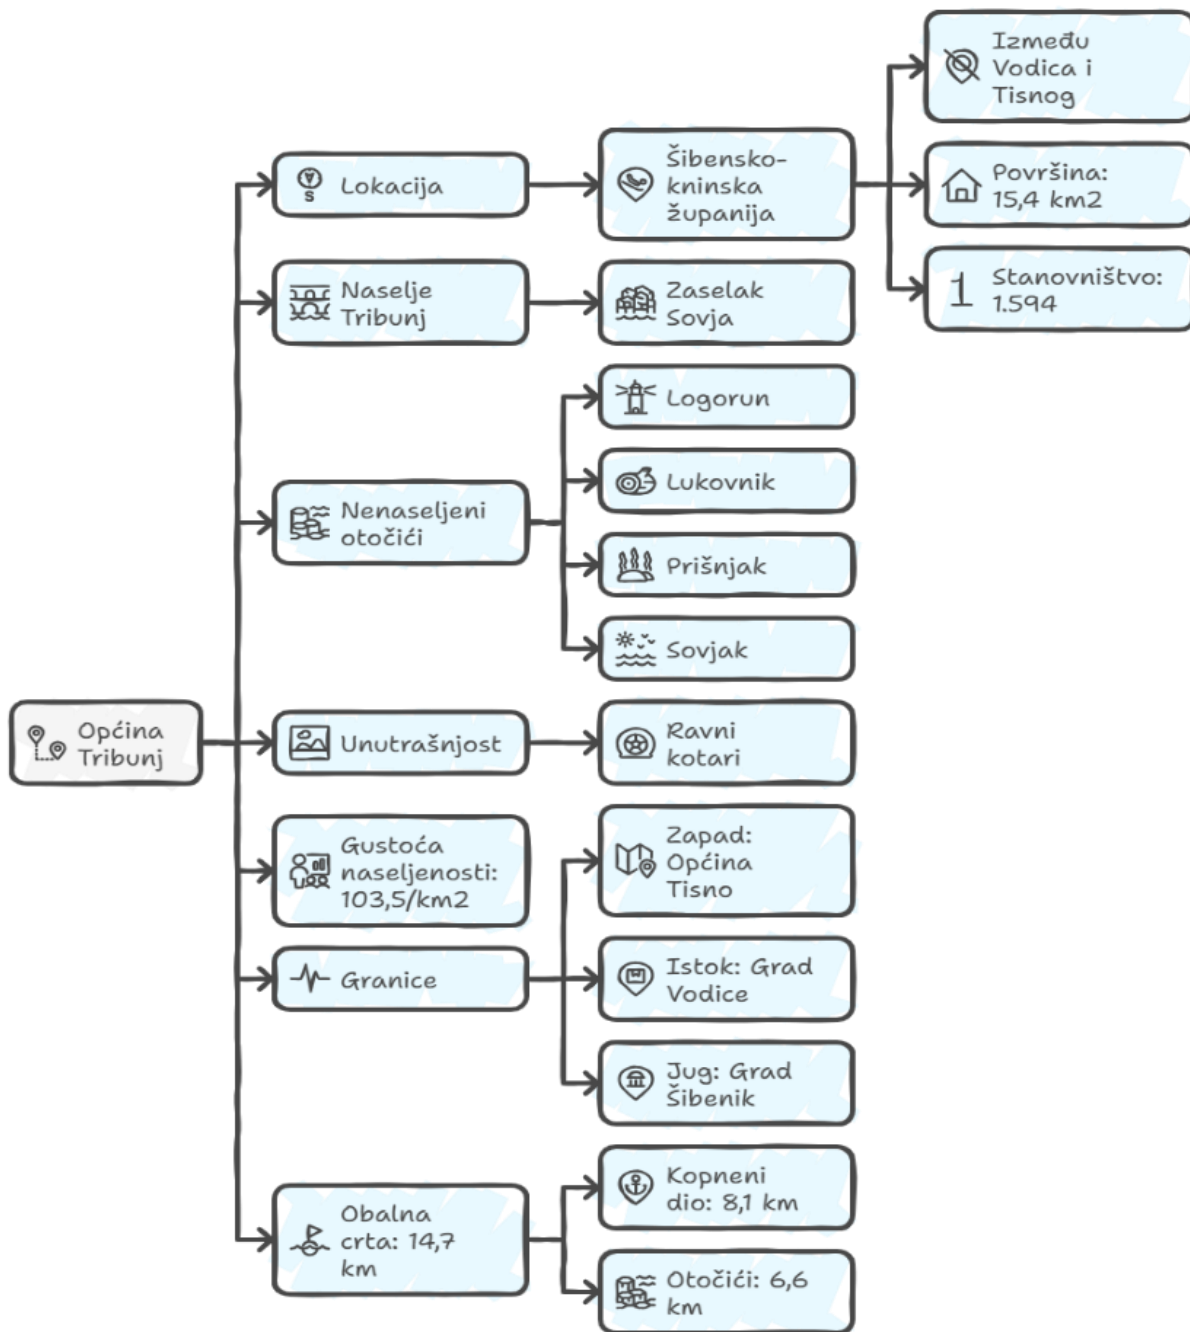 Općina
Tribunj
Lokacija
Šibensko-
kninska
županija
Između
Vodica i
Tisnog
Površina:
15,4 km2
1
Stanovništvo:
1.594
Naselje
Tribunj
Zaselak
Sovja
Nenaseljeni
otočići
Logorun
Lukovnik
Prišnjak
Sovjak
Unutrašnjost
Ravni
kotari
Gustoća
naseljenosti:
103,5/km2
Granice
Zapad:
Općina
Tisno
Istok: Grad
Vodice
Jug: Grad
Šibenik
Obalna
crta: 14,7
km
Kopneni
dio: 8,1 km
Otočići: 6,6
km